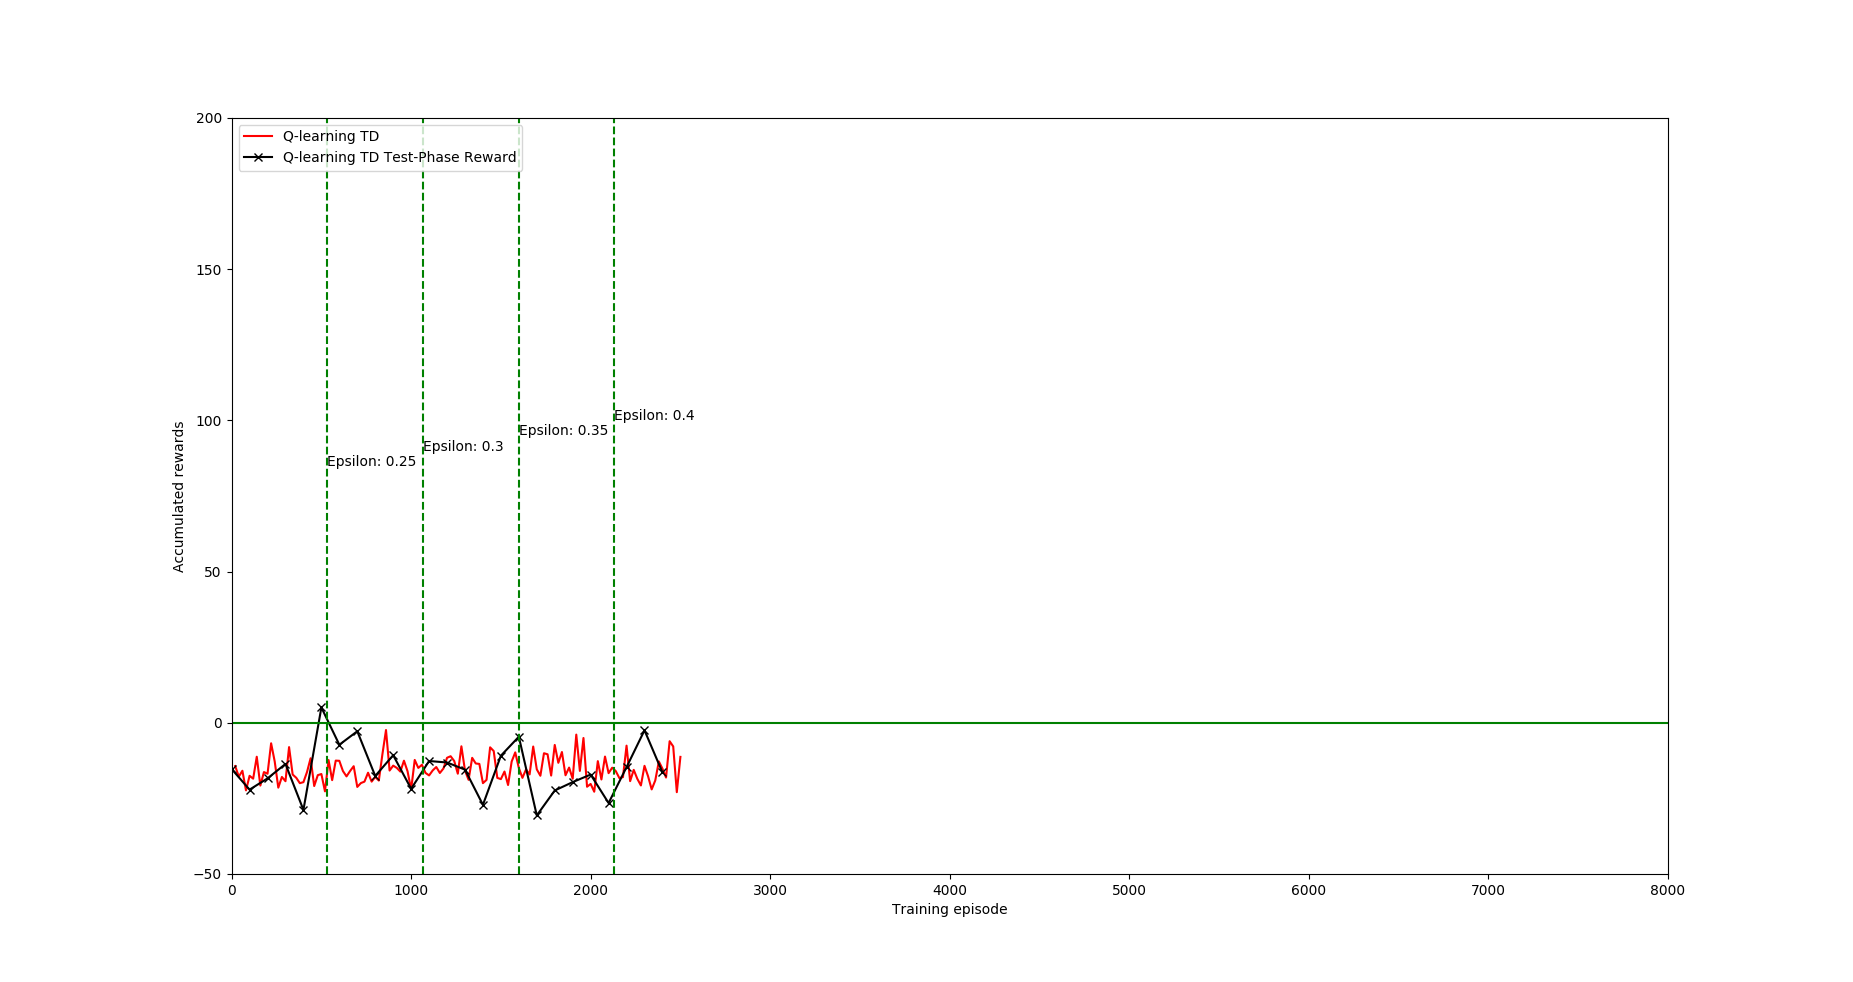 200
Q-learning TD
Q-learning TD Test-Phase Reward
150
100
Epsilon: 0.4
Epsilon: 0.35
Epsilon: 0.3
Epsilon: 0.25
Accumulated rewards
50
0
−50
0 1000 2000 3000 4000 5000 6000 7000 8000
Training episode